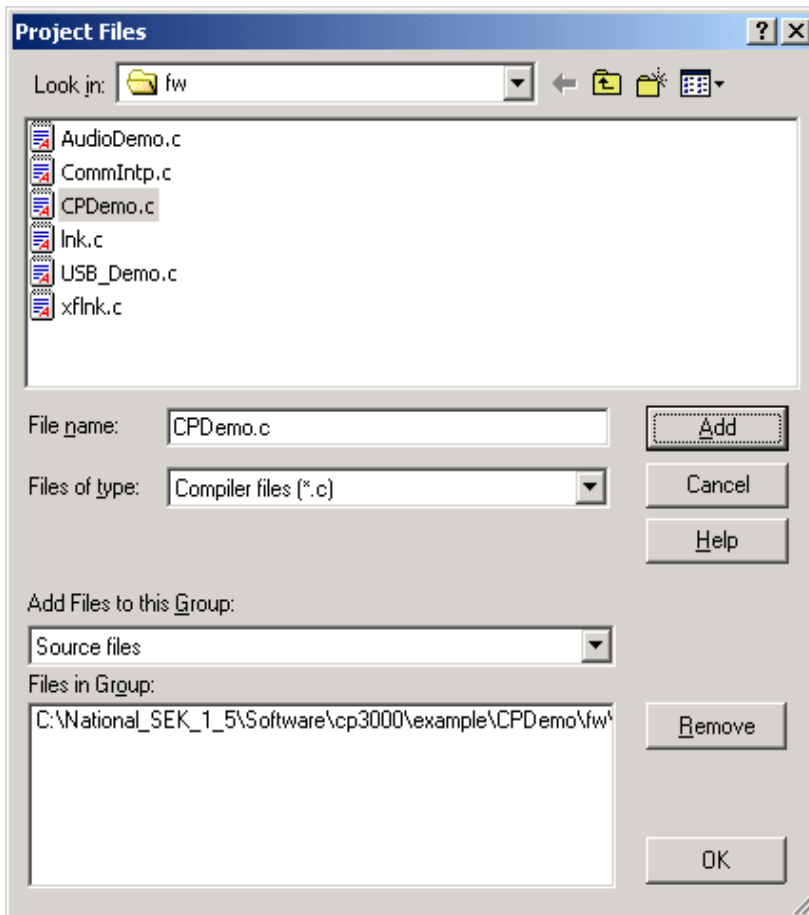 Project Files
Look in: fw
AudioDemo.c
CommIntp.c
CPDemo.c
lnk.c
USB_Demo.c
xflnk.c
File name: CPDemo.c Add
Files of type: Compiler files (*.c) Cancel
Help
Add Files to this Group:
Source files
Files in Group:
C:\National_SEK_1_5\Software\cp3000\example\CPDemo\fw\
Remove
OK